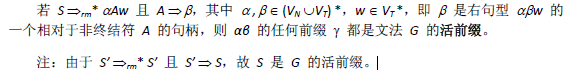 若 S⇒rm* αAw 且 A⇒β，其中 α,β∈(VN∪VT)*，w∈VT*，即 β 是右句型 αβw 的
一个相对于非终结符 A 的句柄，则 αβ 的任何前缀 γ 都是文法 G 的活前缀。
注：由于 S’⇒rm* S’ 且 S’⇒S，故 S 是 G 的活前缀。